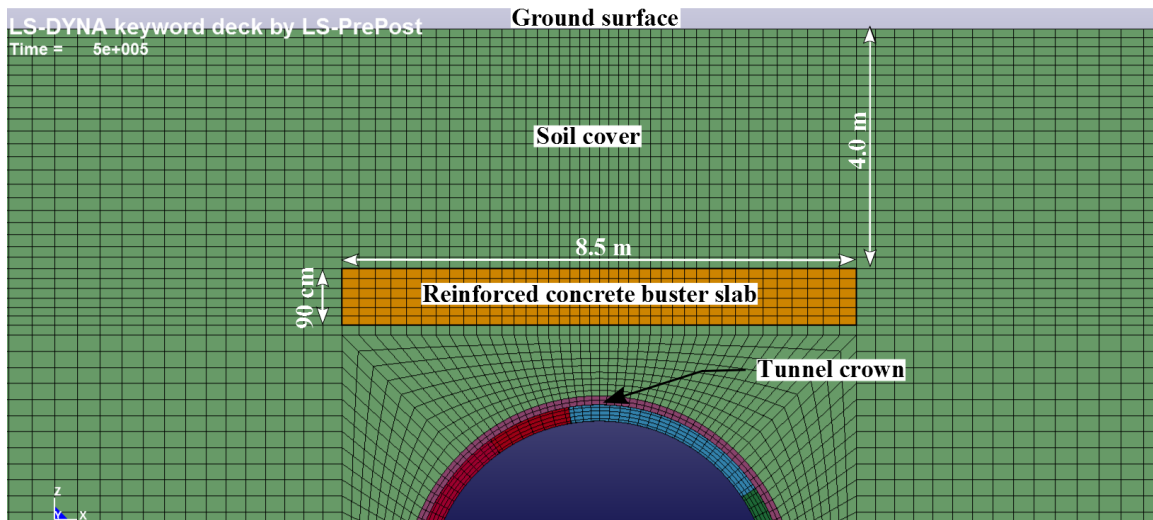 Ground surface
LS-DYNA keyword deck by LS-PrePost
Time =    5e+005
Soil cover
4.0 m
8.5 m
90 cm
Reinforced concrete buster slab
Tunnel crown
Z
Y
X